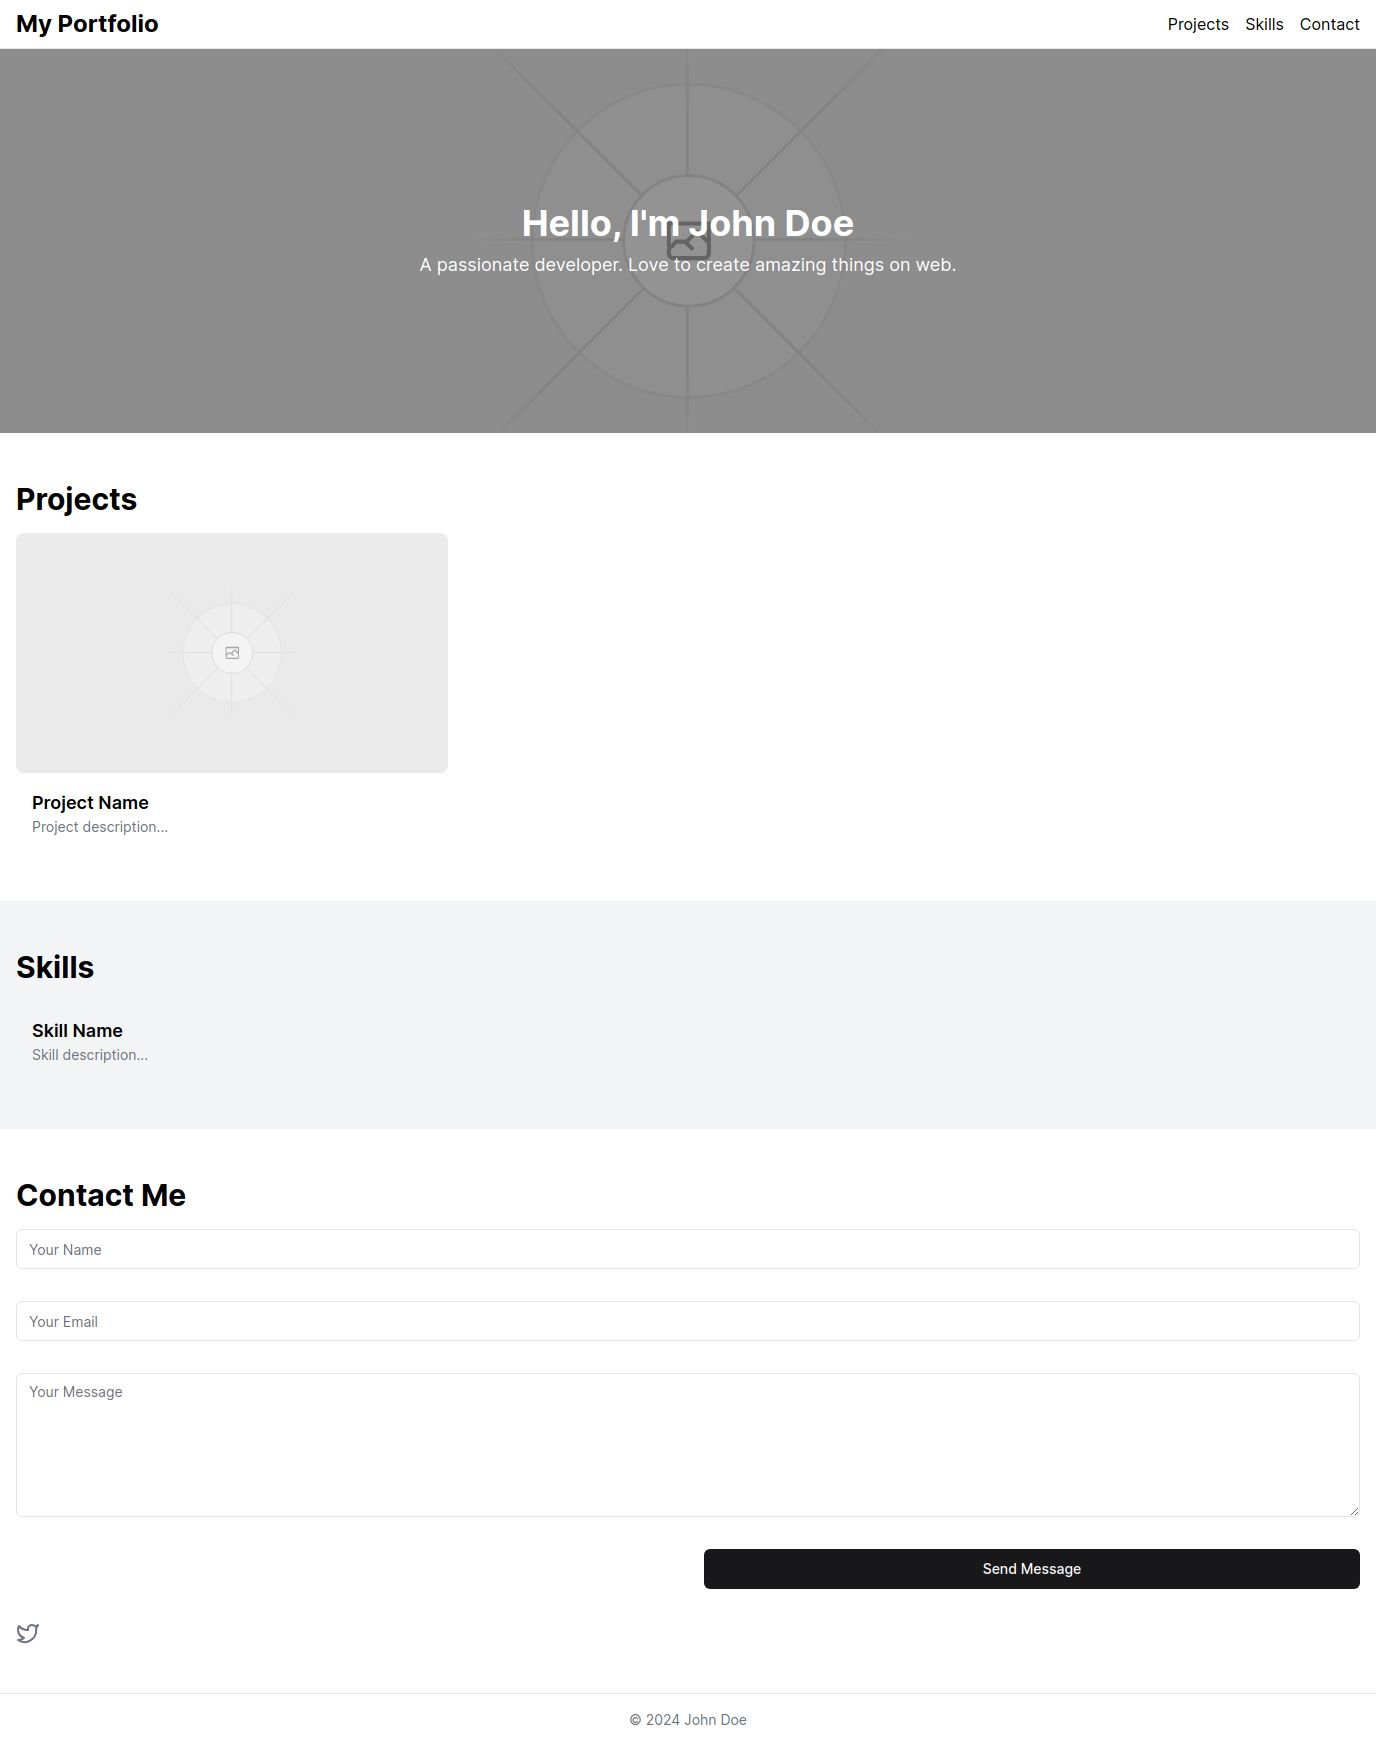 My Portfolio
Projects Skills Contact
Hello, I'm John Doe
A passionate developer. Love to create amazing things on web.
Projects
Project Name
Project description...
Skills
Skill Name
Skill description...
Contact Me
Your Name
Your Email
Your Message
Send Message
© 2024 John Doe